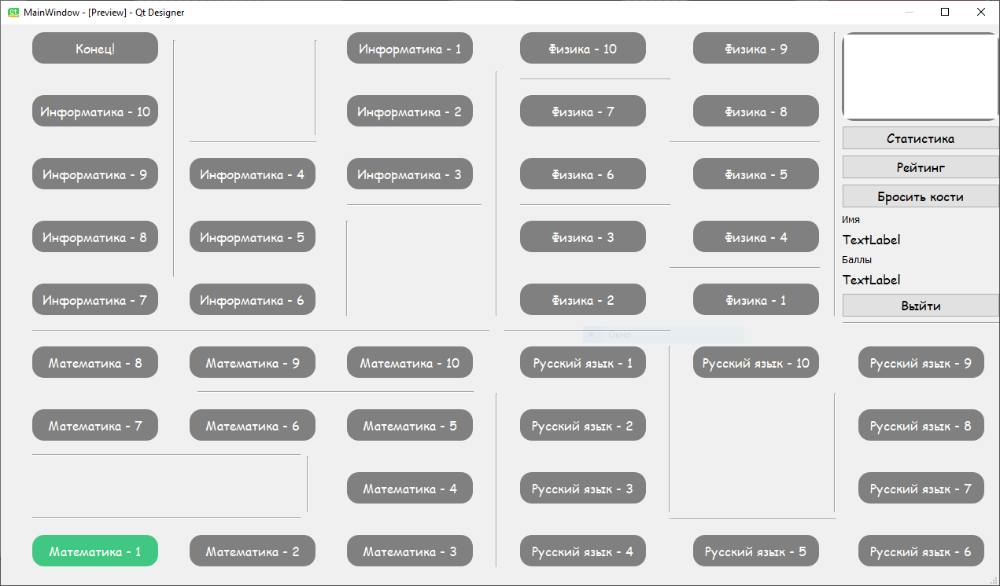 MainWindow - [Preview] - Qt Designer
Конец!
Информатика - 1
Физика - 10
Физика - 9
Информатика - 10
Информатика - 2
Физика - 7
Физика - 8
Статистика
Информатика - 9
Информатика - 4
Информатика - 3
Физика - 6
Физика - 5
Рейтинг
Бросить кости
Имя
Информатика - 8
Информатика - 5
Физика - 3
Физика - 4
TextLabel
Баллы
TextLabel
Информатика - 7
Информатика - 6
Физика - 2
Физика - 1
Выйти
Окно
Математика - 8
Математика - 9
Математика - 10
Русский язык - 1
Русский язык - 10
Русский язык - 9
Математика - 7
Математика - 6
Математика - 5
Русский язык - 2
Русский язык - 8
Математика - 4
Русский язык - 3
Русский язык - 7
Математика - 1
Математика - 2
Математика - 3
Русский язык - 4
Русский язык - 5
Русский язык - 6